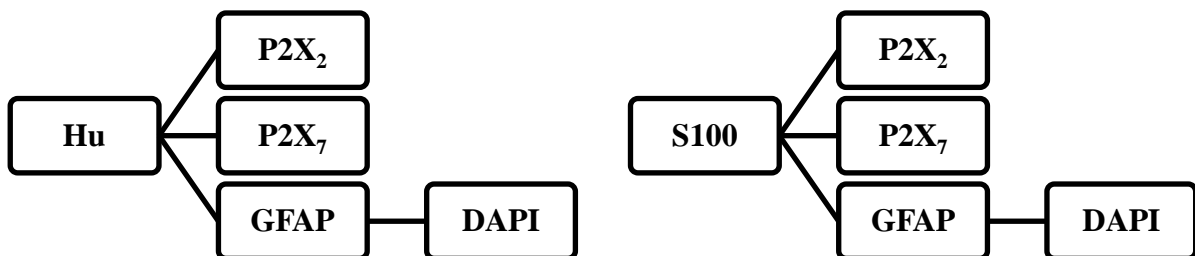 P2X₂
Hu
P2X₇
GFAP
DAPI
P2X₂
S100
P2X₇
GFAP
DAPI